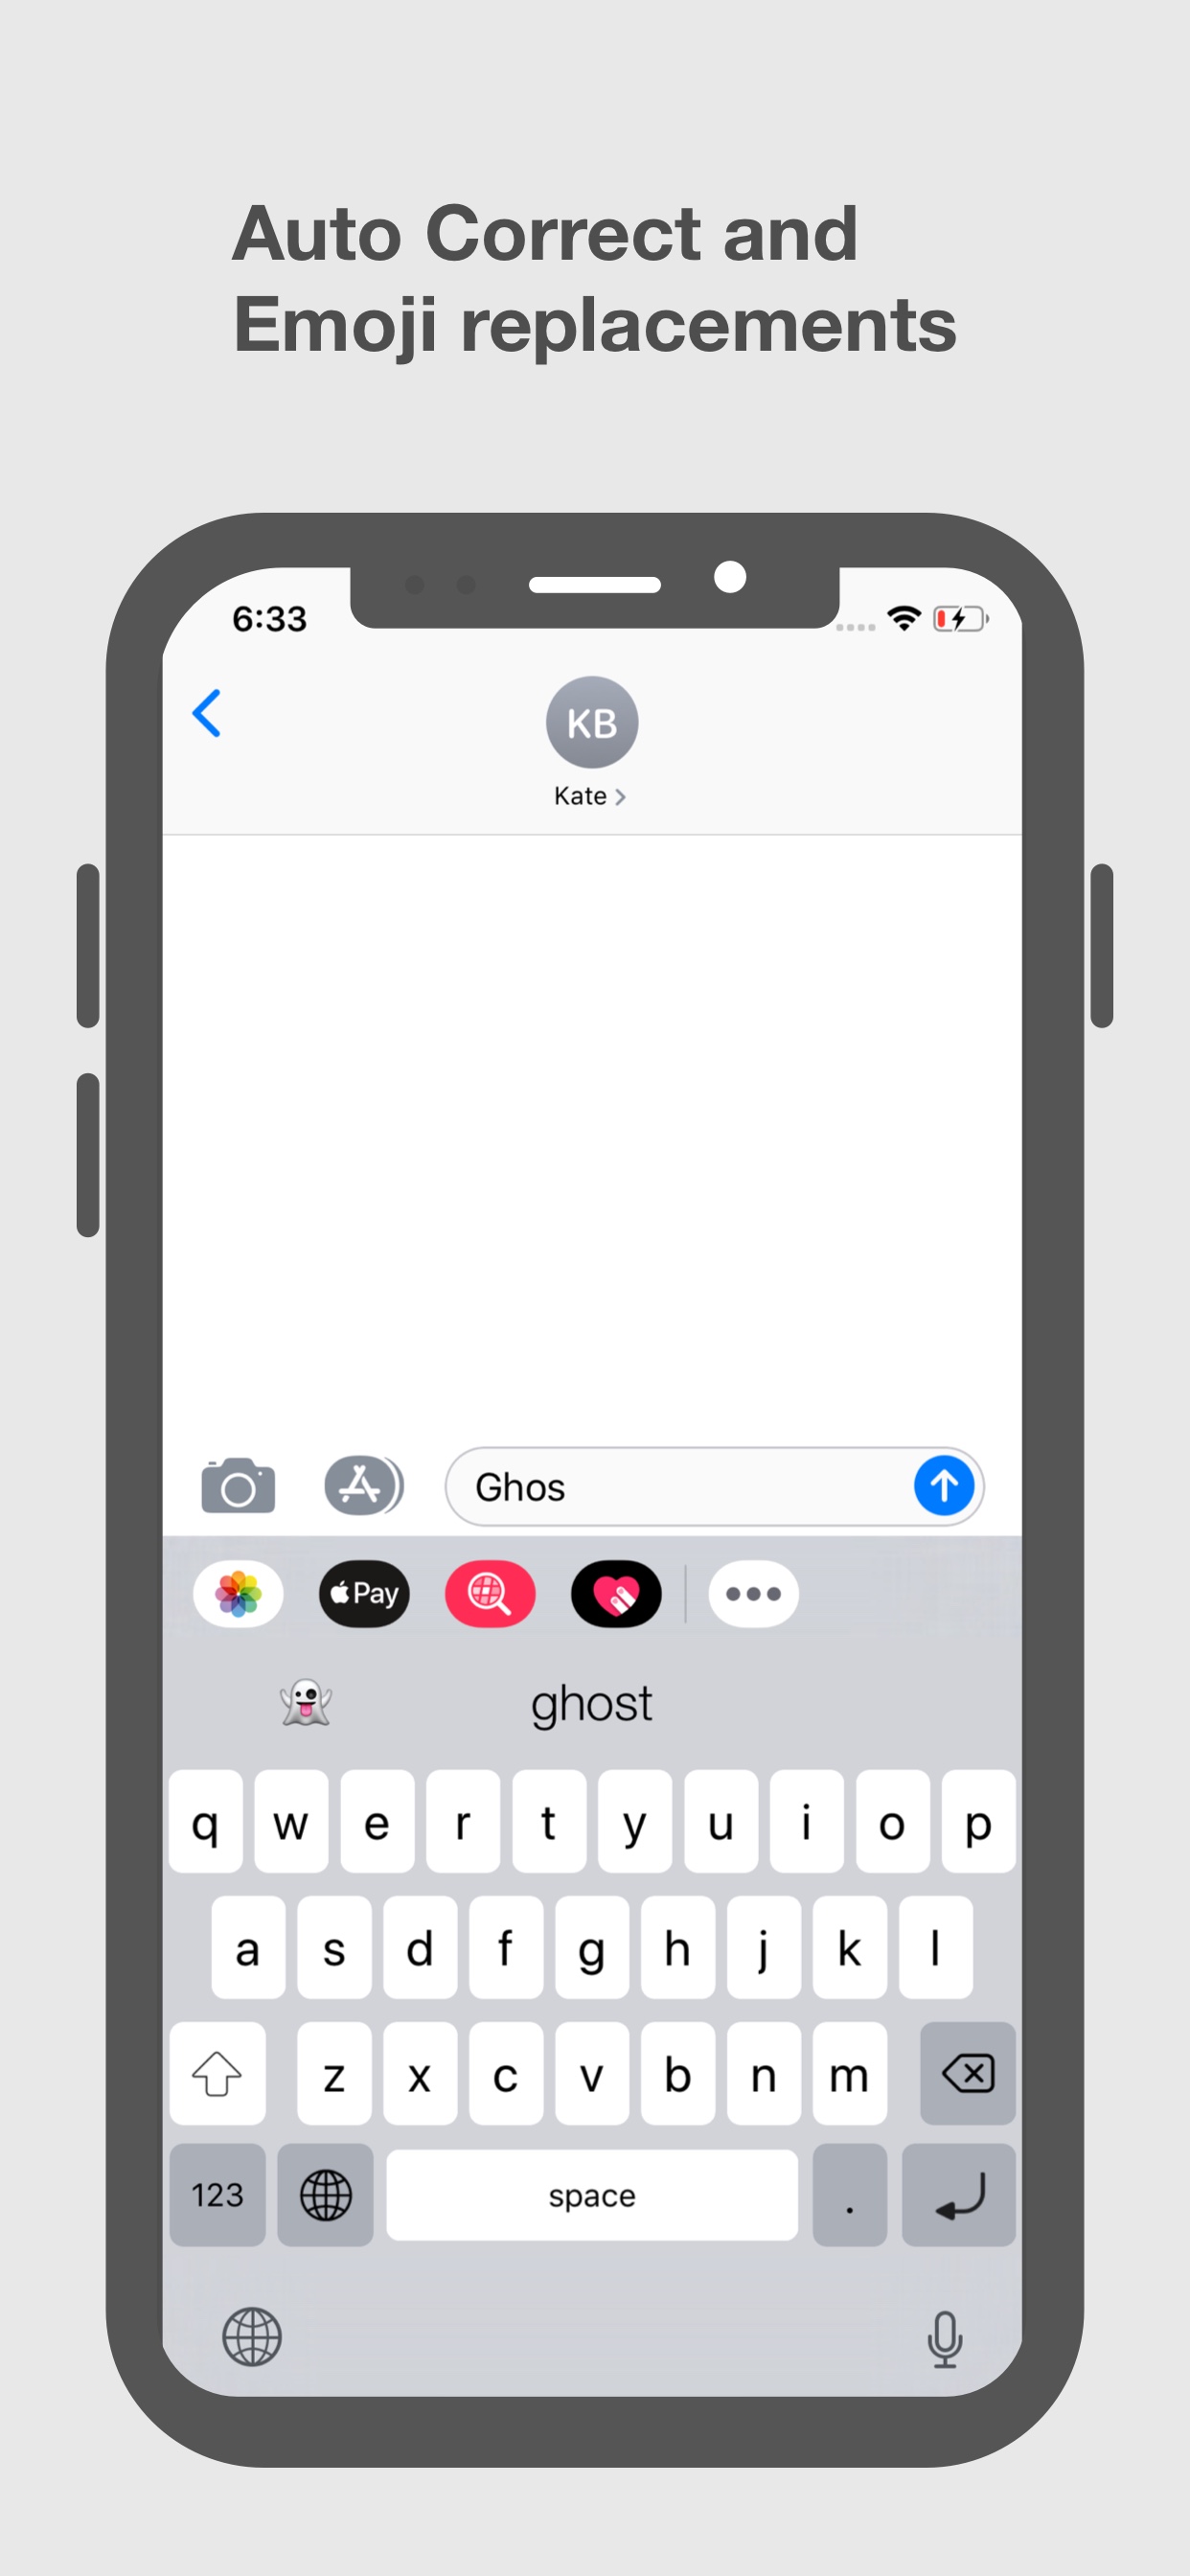 Auto Correct and
Emoji replacements
6:33
KB
Kate
Ghos
Pay
ghost
q w e r t y u i o p
a s d f g h j k l
z x c v b n m
123 space .